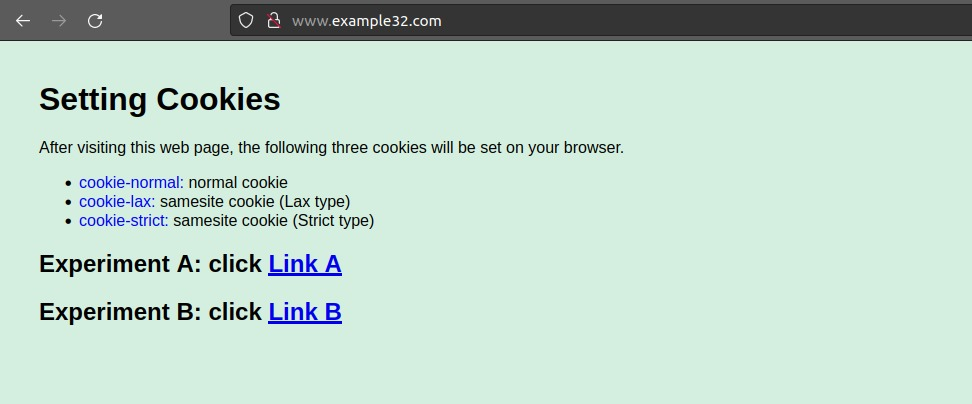 www.example32.com
Setting Cookies
After visiting this web page, the following three cookies will be set on your browser.
• cookie-normal: normal cookie
• cookie-lax: samesite cookie (Lax type)
• cookie-strict: samesite cookie (Strict type)
Experiment A: click Link A
Experiment B: click Link B